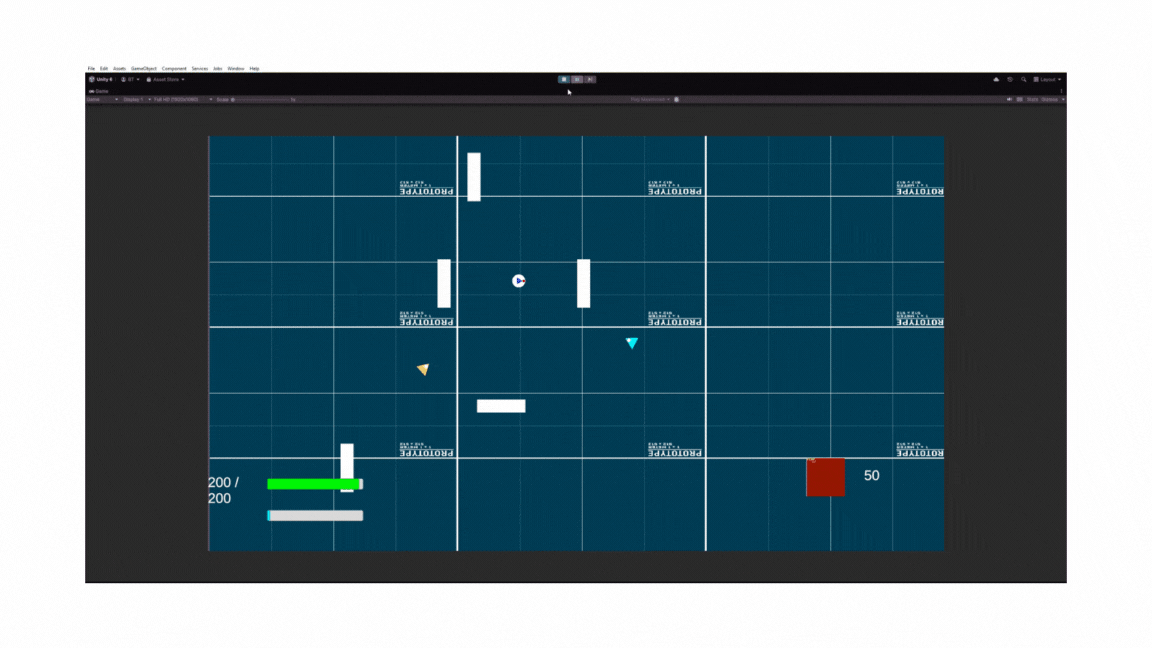 File Edit Assets GameObject Component Services Jobs Window Help
Unity 6 BT Asset Store Layout
Game
Game Display 1 Full HD (1920x1080) Scale 1x Play Maximized Stats Gizmos
PROTOTYPE PROTOTYPE PROTOTYPE
PROTOTYPE PROTOTYPE PROTOTYPE
PROTOTYPE PROTOTYPE PROTOTYPE
200 /
200
50